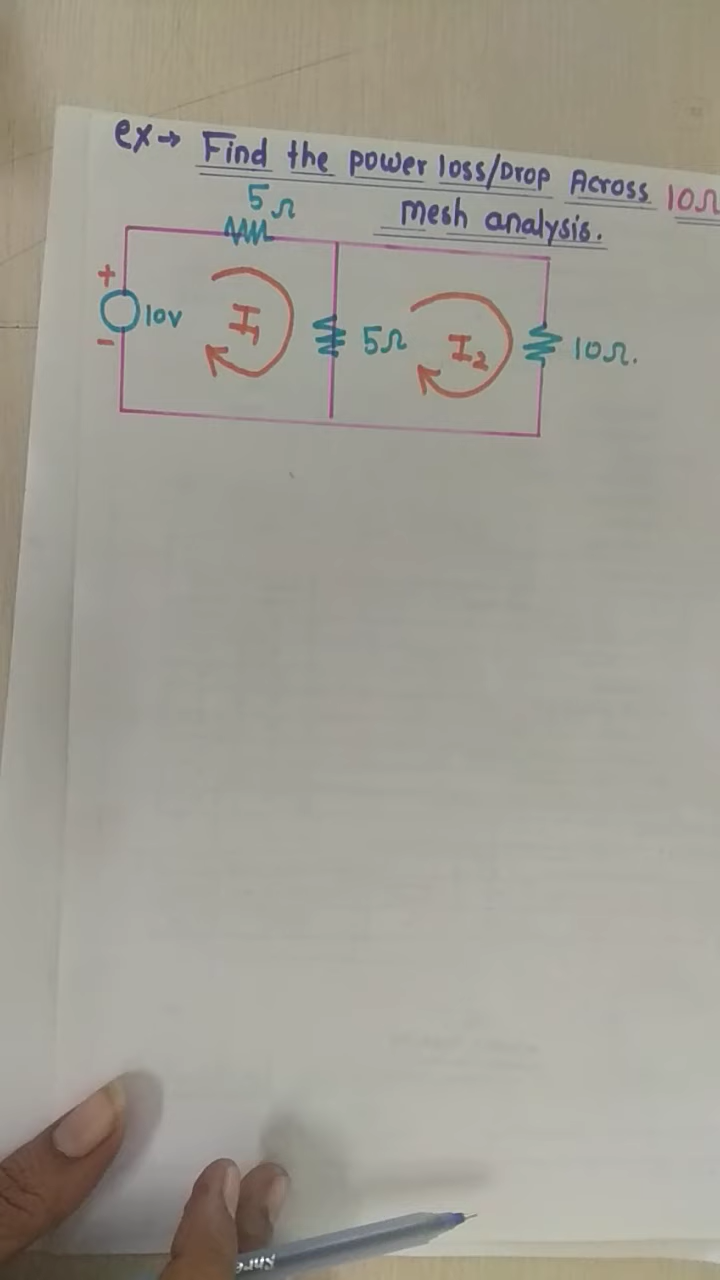 ex→ Find the power loss/Drop Across 10Ω
mesh analysis.
5Ω
+
10V
-
I₁
5Ω
I₂
10Ω.